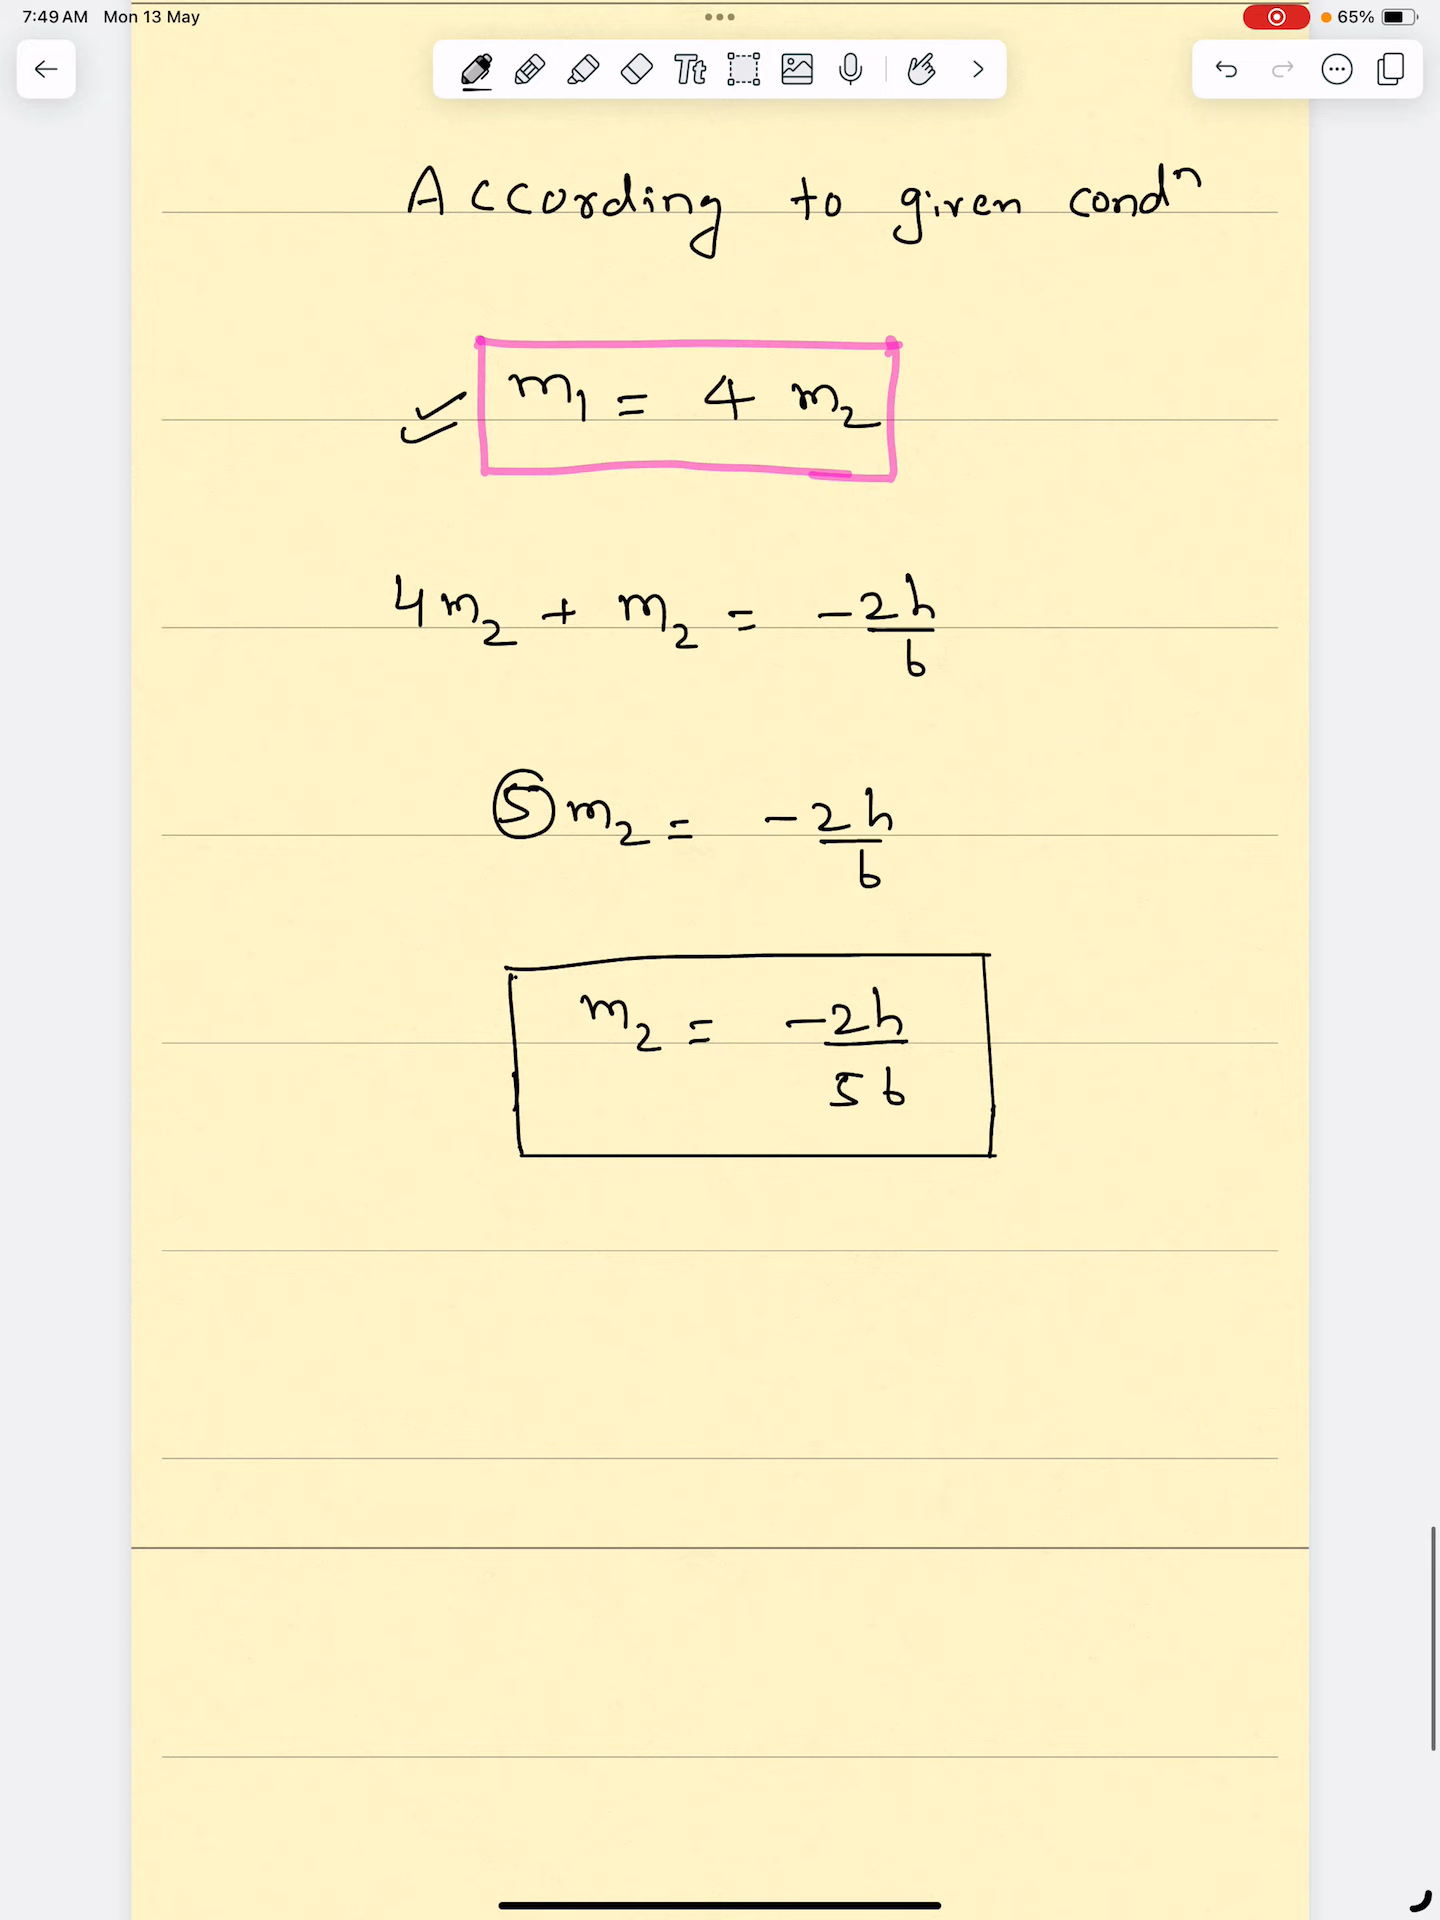 7:49 AM Mon 13 May
65%
Tt
According to given condⁿ
m₁ = 4 m₂
4m₂ + m₂ = -2h/b
5m₂ = -2h/b
m₂ = -2h/5b